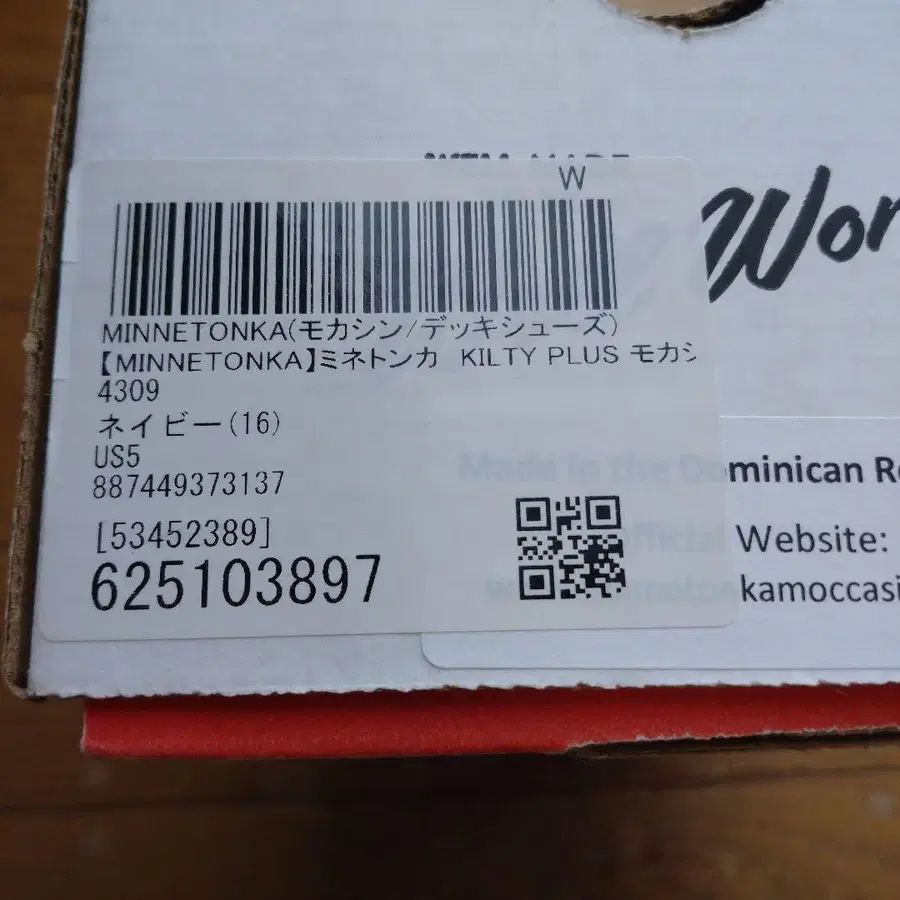 W
Wor
MINNETONKA(モカシン/デッキシューズ)
【MINNETONKA】ミネトンカ KILTY PLUS モカシ
4309
ネイビー(16)
US5
887449373137
[53452389]
625103897
Made in the Dominican R
official Website:
kamoccasi